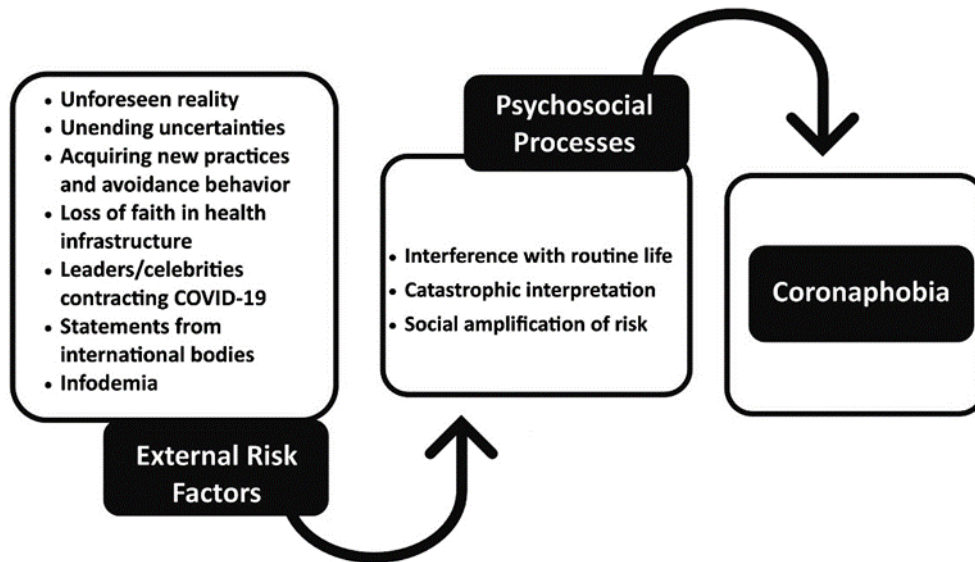 • Unforeseen reality
• Unending uncertainties
• Acquiring new practices
and avoidance behavior
• Loss of faith in health
infrastructure
• Leaders/celebrities
contracting COVID-19
• Statements from
international bodies
• Infodemia
External Risk
Factors
Psychosocial
Processes
• Interference with routine life
• Catastrophic interpretation
• Social amplification of risk
Coronaphobia